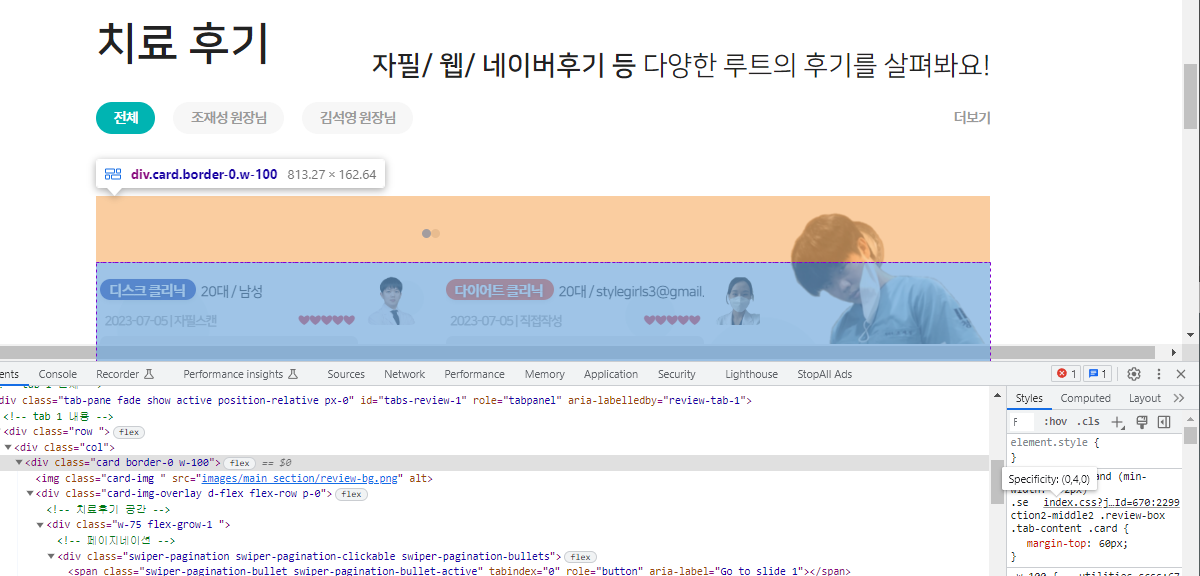 치료 후기
자필/ 웹/ 네이버후기 등 다양한 루트의 후기를 살펴봐요!
전체 조재성 원장님 김석영 원장님 더보기
div.card.border-0.w-100 813.27 × 162.64
디스크 클리닉 20대 / 남성 다이어트 클리닉 20대 / stylegirls3@gmail.
2023-07-05 | 자필스캔 2023-07-05 | 직접작성
ents Console Recorder Performance insights Sources Network Performance Memory Application Security Lighthouse StopAll Ads 1 1
div class="tab-pane fade show active position-relative px-0" id="tabs-review-1" role="tabpanel" aria-labelledby="review-tab-1">
<!-- tab 1 내용 -->
<div class="row "> flex
<div class="col">
<div class="card border-0 w-100"> flex == $0
<img class="card-img " src="images/main_section/review-bg.png" alt>
<div class="card-img-overlay d-flex flex-row p-0"> flex
<!-- 치료후기 공간 -->
<div class="w-75 flex-grow-1 ">
<!-- 페이지네이션 -->
<div class="swiper-pagination swiper-pagination-clickable swiper-pagination-bullets"> flex
<span class="swiper-pagination-bullet swiper-pagination-bullet-active" tabindex="0" role="button" aria-label="Go to slide 1"></span>
Styles Computed Layout
F :hov .cls
element.style {
}
Specificity: (0,4,0)
and (min-
.se index.css?j…Id=670:2299
ction2-middle2 .review-box
.tab-content .card {
margin-top: 60px;
}